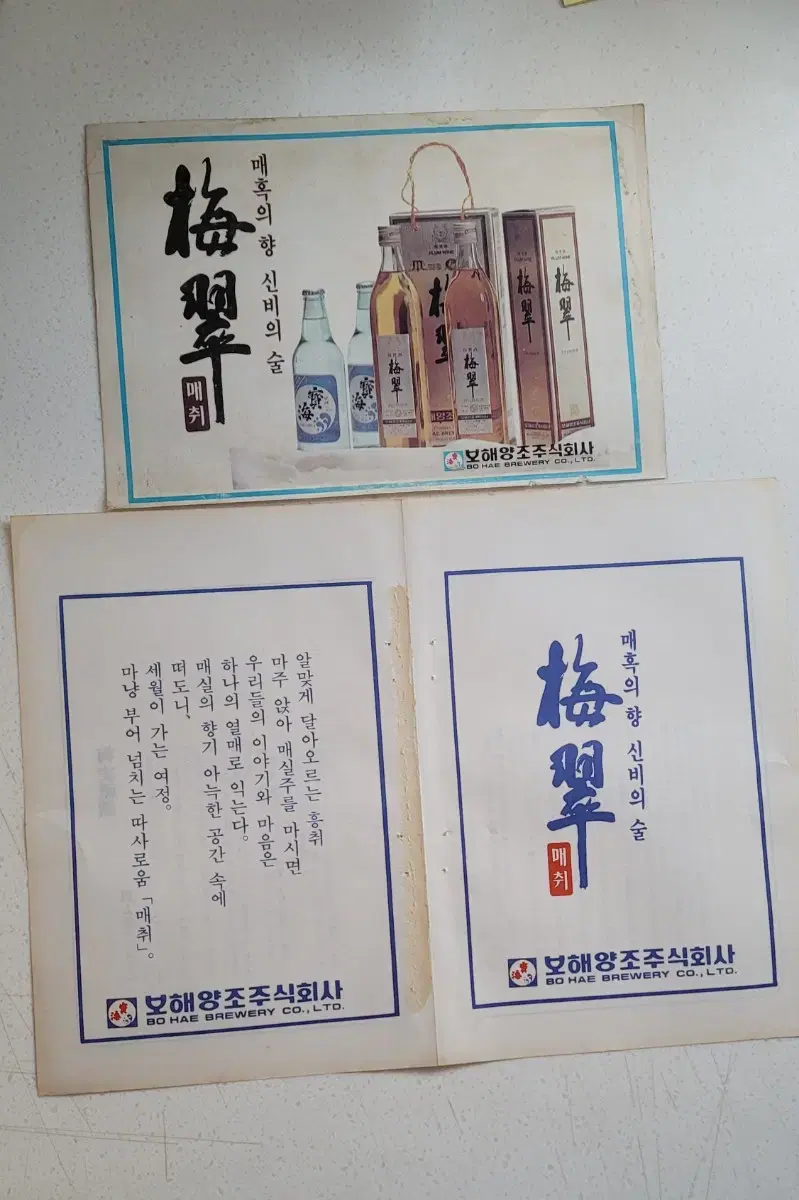 매혹의 향 신비의 술
梅翠
매취
寶海
寶海
梅翠
梅翠
梅翠
梅翠
PLUM WINE
보해양조주식회사
BO HAE BREWERY CO., LTD.
알맞게 달아오르는 흥취
마주 앉아 매실주를 마시면
우리들의 이야기와 마음은
하나의 열매로 익는다.
매실의 향기 아늑한 공간 속에
떠도니,
세월이 가는 여정.
마냥 부어 넘치는 따사로움 「매취」.
보해양조주식회사
BO HAE BREWERY CO., LTD.
매혹의 향 신비의 술
梅翠
매취
보해양조주식회사
BO HAE BREWERY CO., LTD.